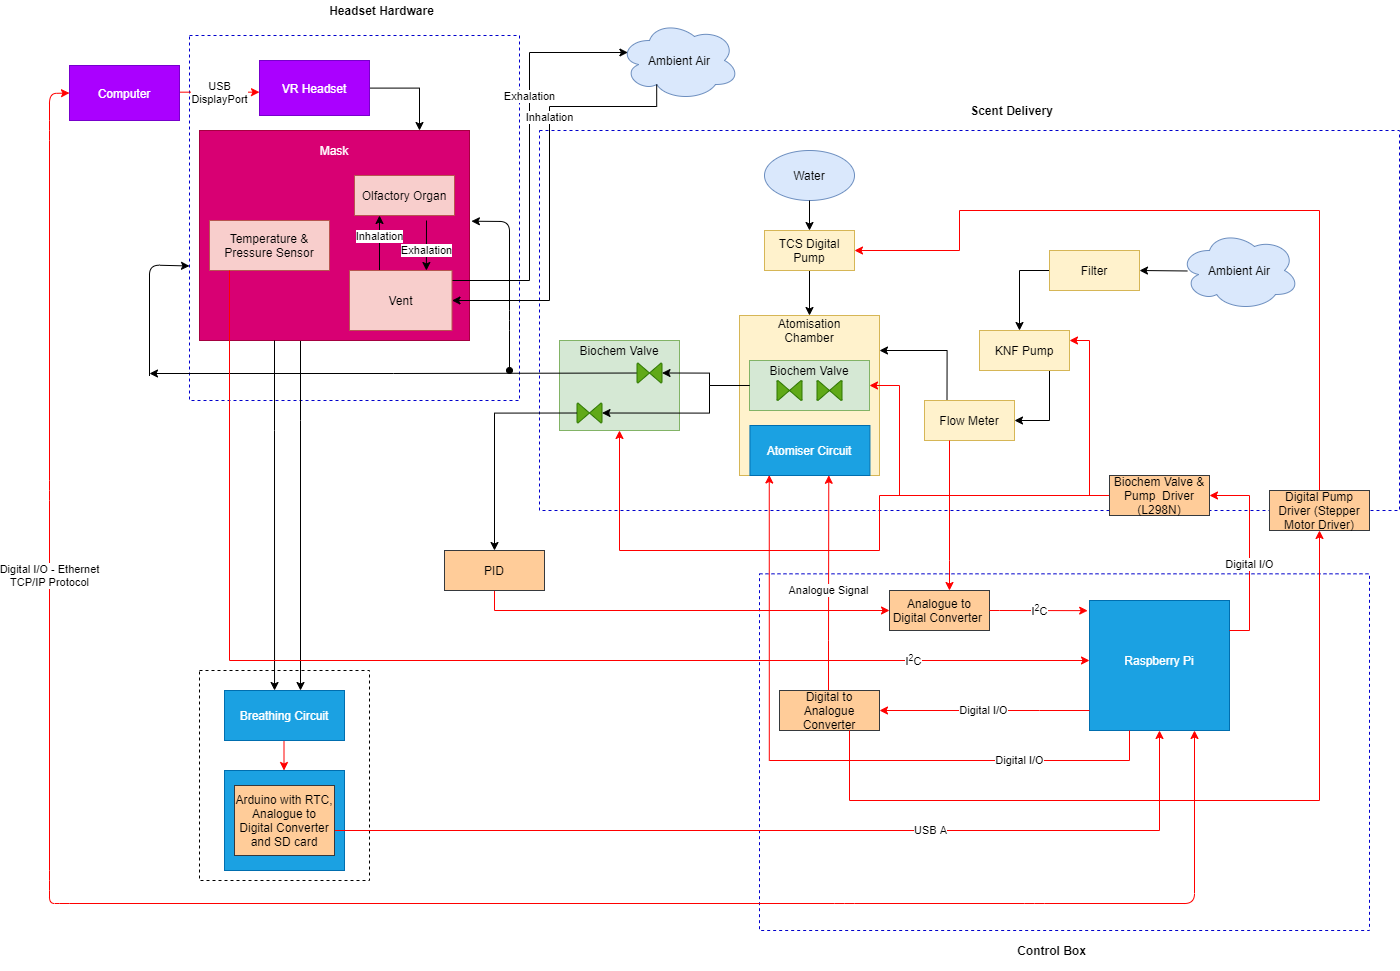 Headset Hardware
Computer
USB
DisplayPort
VR Headset
Ambient Air
Exhalation
Inhalation
Scent Delivery
Mask
Olfactory Organ
Inhalation
Exhalation
Temperature &
Pressure Sensor
Vent
Water
TCS Digital
Pump
Filter
Ambient Air
Atomisation
Chamber
KNF Pump
Biochem Valve
Biochem Valve
Flow Meter
Atomiser Circuit
Biochem Valve &
Pump Driver
(L298N)
Digital Pump
Driver (Stepper
Motor Driver)
Digital I/O - Ethernet
TCP/IP Protocol
PID
Digital I/O
Analogue Signal
Analogue to
Digital Converter
I²C
Raspberry Pi
I²C
Digital to
Analogue
Converter
Digital I/O
Breathing Circuit
Digital I/O
Arduino with RTC,
Analogue to
Digital Converter
and SD card
USB A
Control Box